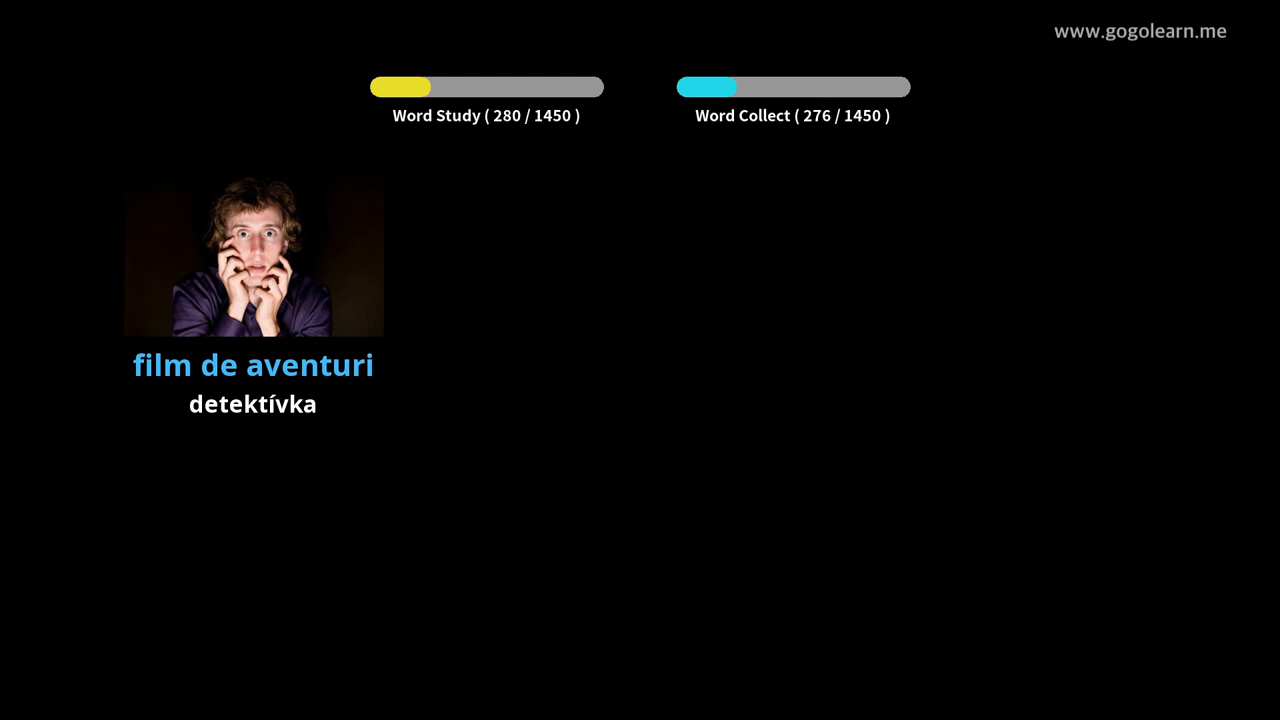 www.gogolearn.me
Word Study ( 280 / 1450 )
Word Collect ( 276 / 1450 )
film de aventuri
detektívka